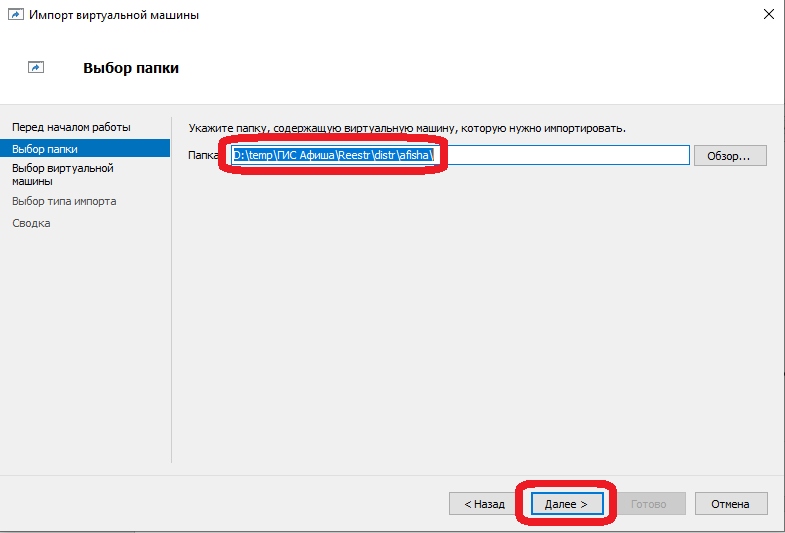 Импорт виртуальной машины
Выбор папки
Перед началом работы
Выбор папки
Выбор виртуальной
машины
Выбор типа импорта
Сводка
Укажите папку, содержащую виртуальную машину, которую нужно импортировать.
Папка
D:\temp\ГИС Афиша\Reestr\distr\afisha\
Обзор...
< Назад
Далее >
Готово
Отмена